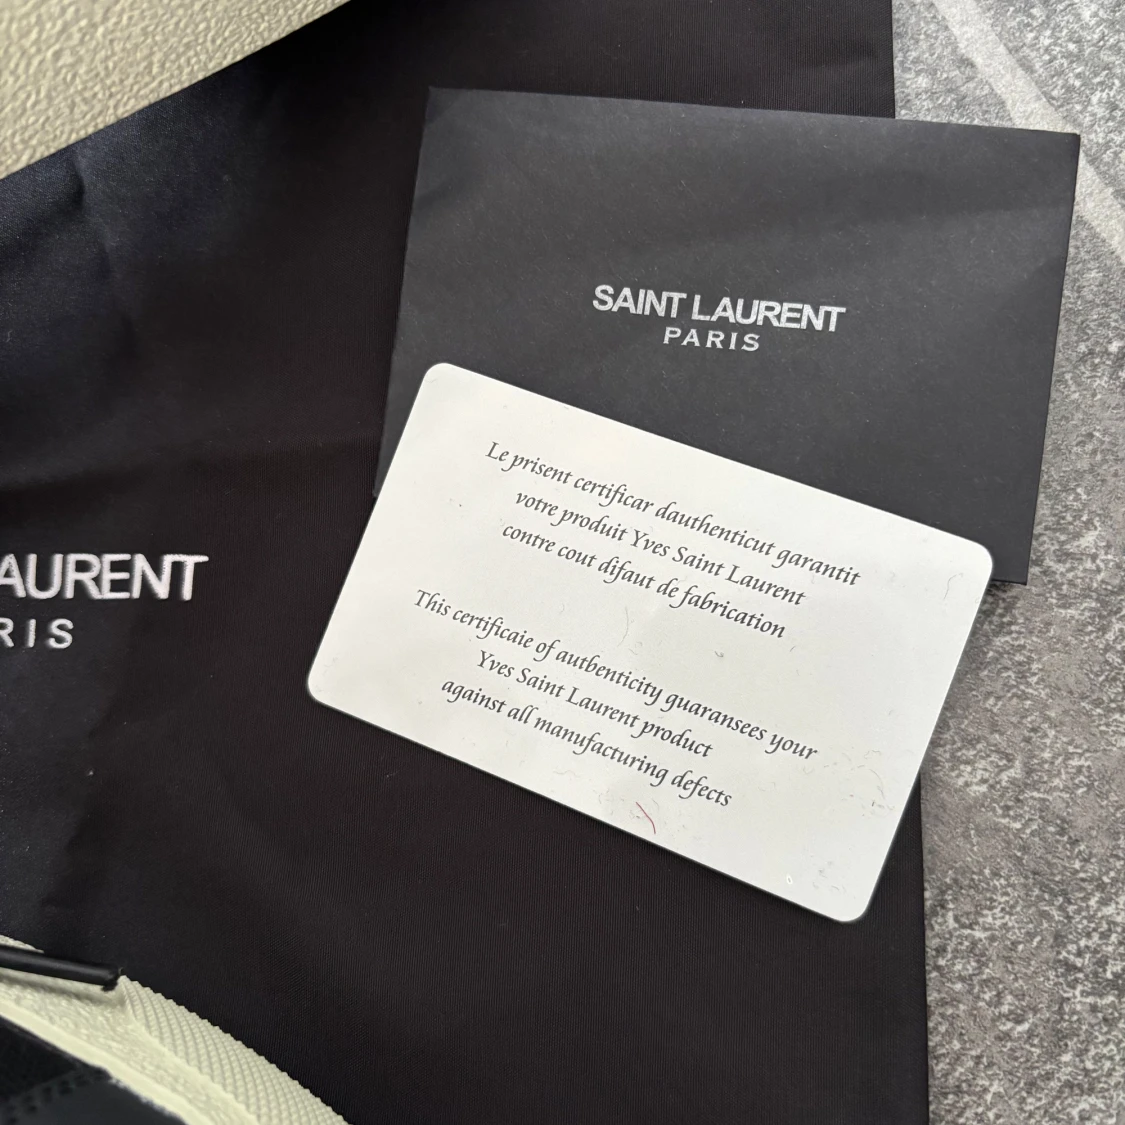 SAINT LAURENT
PARIS
AURENT
RIS
Le prisent certificar dauthenticut garantit
votre produit Yves Saint Laurent
contre cout difaut de fabrication
This certificaie of autbenticity guaransees your
Yves Saint Laurent product
against all manufacturing defects